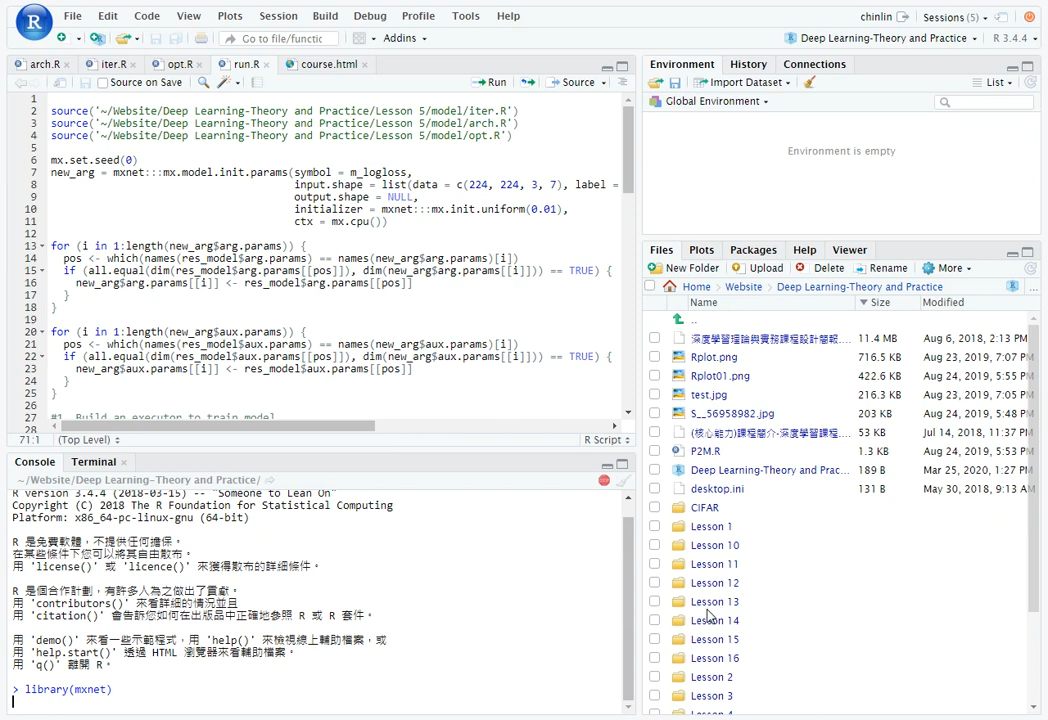 File Edit Code View Plots Session Build Debug Profile Tools Help
chinlin Sessions (5)
Go to file/functic Addins
Deep Learning-Theory and Practice R 3.4.4
arch.R iter.R opt.R run.R course.html
Source on Save Run Source
1
2 source('~/Website/Deep Learning-Theory and Practice/Lesson 5/model/iter.R')
3 source('~/Website/Deep Learning-Theory and Practice/Lesson 5/model/arch.R')
4 source('~/Website/Deep Learning-Theory and Practice/Lesson 5/model/opt.R')
5
6 mx.set.seed(0)
7 new_arg = mxnet:::mx.model.init.params(symbol = m_logloss,
8 input.shape = list(data = c(224, 224, 3, 7), label =
9 output.shape = NULL,
10 initializer = mxnet:::mx.init.uniform(0.01),
11 ctx = mx.cpu())
12
13 for (i in 1:length(new_arg$arg.params)) {
14 pos <- which(names(res_model$arg.params) == names(new_arg$arg.params)[i])
15 if (all.equal(dim(res_model$arg.params[[pos]]), dim(new_arg$arg.params[[i]])) == TRUE) {
16 new_arg$arg.params[[i]] <- res_model$arg.params[[pos]]
17 }
18 }
19
20 for (i in 1:length(new_arg$aux.params)) {
21 pos <- which(names(res_model$aux.params) == names(new_arg$aux.params)[i])
22 if (all.equal(dim(res_model$aux.params[[pos]]), dim(new_arg$aux.params[[i]])) == TRUE) {
23 new_arg$aux.params[[i]] <- res_model$aux.params[[pos]]
24 }
25 }
26
27 #1. Build an executor to train model
28
71:1 (Top Level) R Script
Console Terminal
~/Website/Deep Learning-Theory and Practice/
R version 3.4.4 (2018-03-15) -- "Someone to Lean On"
Copyright (C) 2018 The R Foundation for Statistical Computing
Platform: x86_64-pc-linux-gnu (64-bit)
R 是免費軟體，不提供任何擔保。
在某些條件下您可以將其自由散布。
用 'license()' 或 'licence()' 來獲得散布的詳細條件。
R 是個合作計劃，有許多人為之做出了貢獻。
用 'contributors()' 來看詳細的情況並且
用 'citation()' 會告訴您如何在出版品中正確地參照 R 或 R 套件。
用 'demo()' 來看一些示範程式，用 'help()' 來檢視線上輔助檔案，或
用 'help.start()' 透過 HTML 瀏覽器來看輔助檔案。
用 'q()' 離開 R。
> library(mxnet)
Environment History Connections
Import Dataset List
Global Environment
Environment is empty
Files Plots Packages Help Viewer
New Folder Upload Delete Rename More
Home Website Deep Learning-Theory and Practice ...
Name Size Modified
..
深度學習理論與實務課程設計簡報.... 11.4 MB Aug 6, 2018, 2:13 PM
Rplot.png 716.5 KB Aug 23, 2019, 7:07 PM
Rplot01.png 422.6 KB Aug 24, 2019, 5:55 PM
test.jpg 216.3 KB Aug 23, 2019, 7:05 PM
S__56958982.jpg 203 KB Aug 24, 2019, 5:48 PM
(核心能力)課程簡介-深度學習課程.... 53 KB Jul 14, 2018, 11:37 PM
P2M.R 1.3 KB Aug 24, 2019, 5:53 PM
Deep Learning-Theory and Prac... 189 B Mar 25, 2020, 1:27 PM
desktop.ini 131 B May 30, 2018, 9:13 AM
CIFAR
Lesson 1
Lesson 10
Lesson 11
Lesson 12
Lesson 13
Lesson 14
Lesson 15
Lesson 16
Lesson 2
Lesson 3
Lesson 4